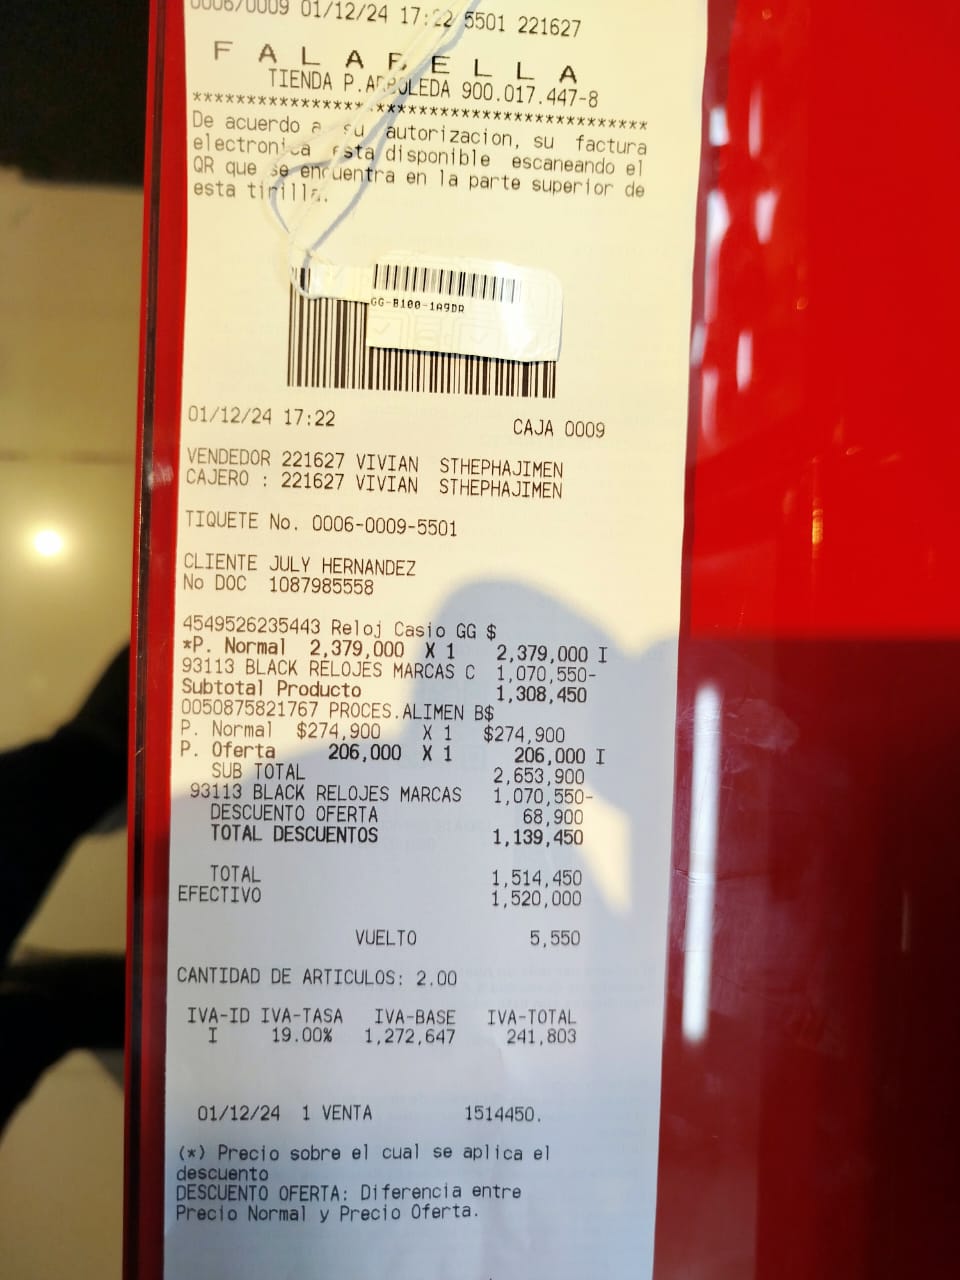 0006/0009 01/12/24 17:22 5501 221627
FALABELLA
TIENDA P.ARBOLEDA 900.017.447-8
******************************************
De acuerdo a su autorizacion, su factura
electronica esta disponible escaneando el
QR que se encuentra en la parte superior de
esta tirilla.
GG-B100-1A9DR
01/12/24 17:22 CAJA 0009
VENDEDOR 221627 VIVIAN STHEPHAJIMEN
CAJERO : 221627 VIVIAN STHEPHAJIMEN
TIQUETE No. 0006-0009-5501
CLIENTE JULY HERNANDEZ
No DOC 1087985558
4549526235443 Reloj Casio GG $
*P. Normal 2,379,000 X 1 2,379,000 I
93113 BLACK RELOJES MARCAS C 1,070,550-
Subtotal Producto 1,308,450
0050875821767 PROCES.ALIMEN B$
P. Normal $274,900 X 1 $274,900
P. Oferta 206,000 X 1 206,000 I
SUB TOTAL 2,653,900
93113 BLACK RELOJES MARCAS 1,070,550-
DESCUENTO OFERTA 68,900
TOTAL DESCUENTOS 1,139,450
TOTAL 1,514,450
EFECTIVO 1,520,000
VUELTO 5,550
CANTIDAD DE ARTICULOS: 2.00
IVA-ID IVA-TASA IVA-BASE IVA-TOTAL
I 19.00% 1,272,647 241,803
01/12/24 1 VENTA 1514450.
(*) Precio sobre el cual se aplica el
descuento
DESCUENTO OFERTA: Diferencia entre
Precio Normal y Precio Oferta.